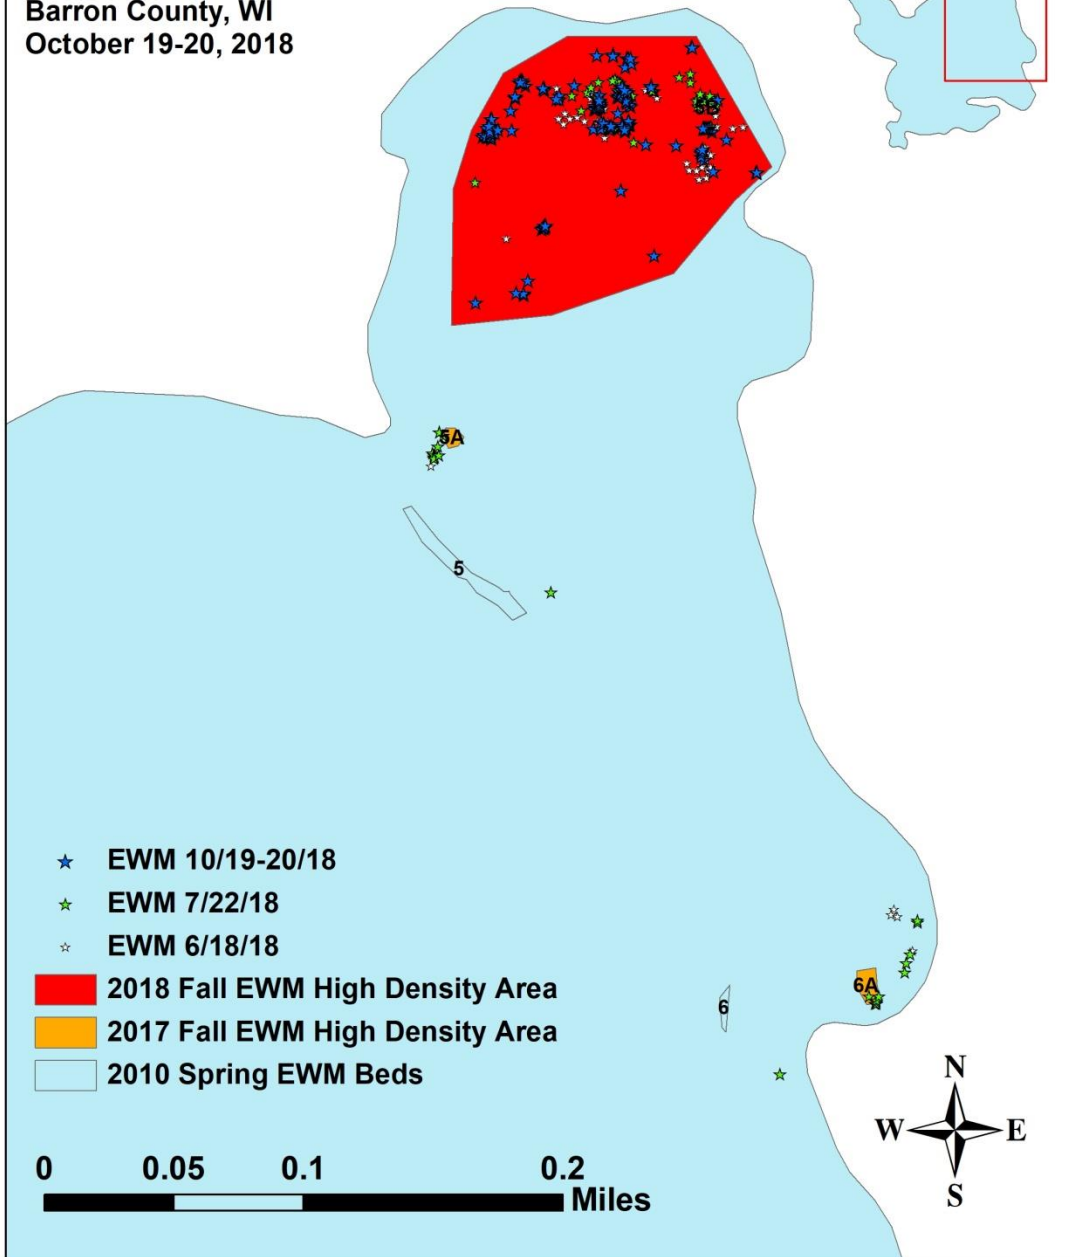 Barron County, WI
October 19-20, 2018
5B
5A
5
EWM 10/19-20/18
EWM 7/22/18
EWM 6/18/18
2018 Fall EWM High Density Area
2017 Fall EWM High Density Area
2010 Spring EWM Beds
6A
6
N
W E
S
0 0.05 0.1 0.2
Miles